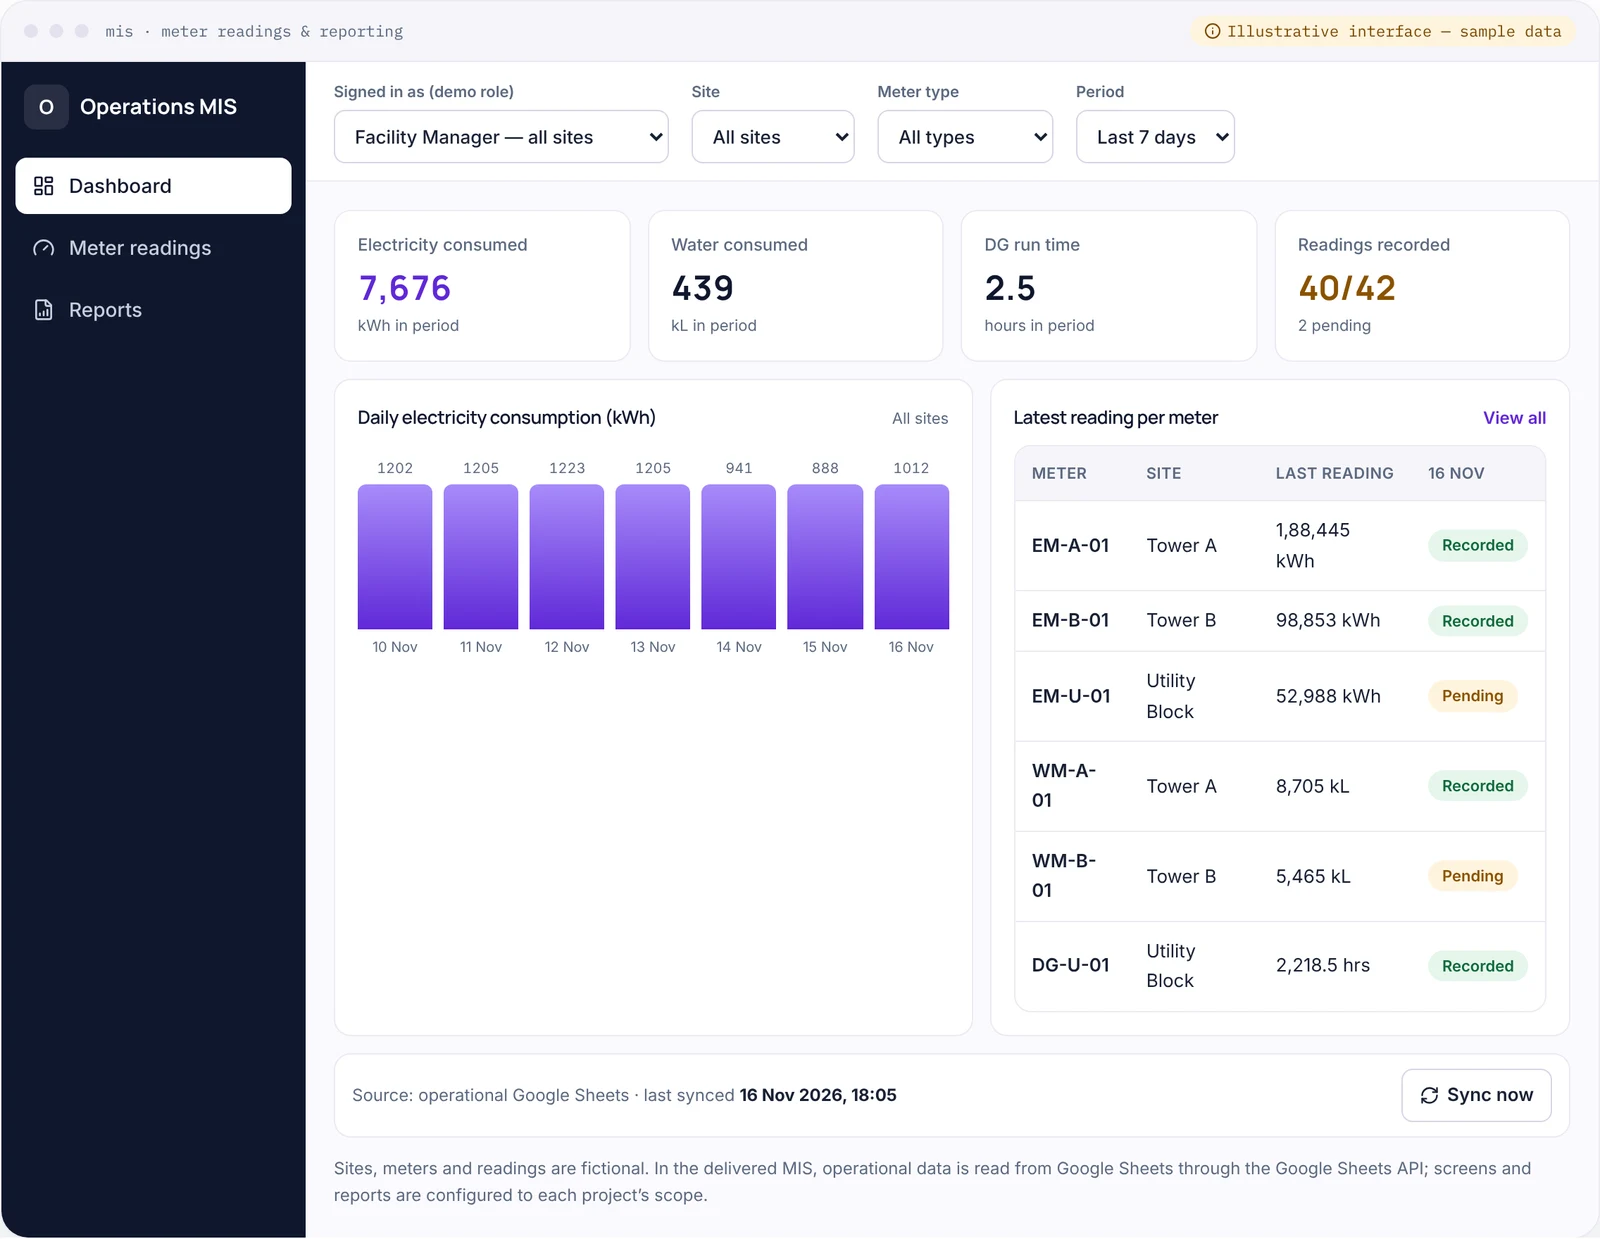 mis · meter readings & reporting
Illustrative interface — sample data
O
Operations MIS
Dashboard
Meter readings
Reports
Signed in as (demo role)
Facility Manager — all sites
Site
All sites
Meter type
All types
Period
Last 7 days
Electricity consumed
7,676
kWh in period
Water consumed
439
kL in period
DG run time
2.5
hours in period
Readings recorded
40/42
2 pending
Daily electricity consumption (kWh)
All sites
1202 1205 1223 1205 941 888 1012
10 Nov 11 Nov 12 Nov 13 Nov 14 Nov 15 Nov 16 Nov
Latest reading per meter
View all
METER SITE LAST READING 16 NOV
EM-A-01 Tower A 1,88,445
kWh
Recorded
EM-B-01 Tower B 98,853 kWh Recorded
EM-U-01 Utility
Block
52,988 kWh Pending
WM-A-
01
Tower A 8,705 kL Recorded
WM-B-
01
Tower B 5,465 kL Pending
DG-U-01 Utility
Block
2,218.5 hrs Recorded
Source: operational Google Sheets · last synced 16 Nov 2026, 18:05
Sync now
Sites, meters and readings are fictional. In the delivered MIS, operational data is read from Google Sheets through the Google Sheets API; screens and
reports are configured to each project's scope.